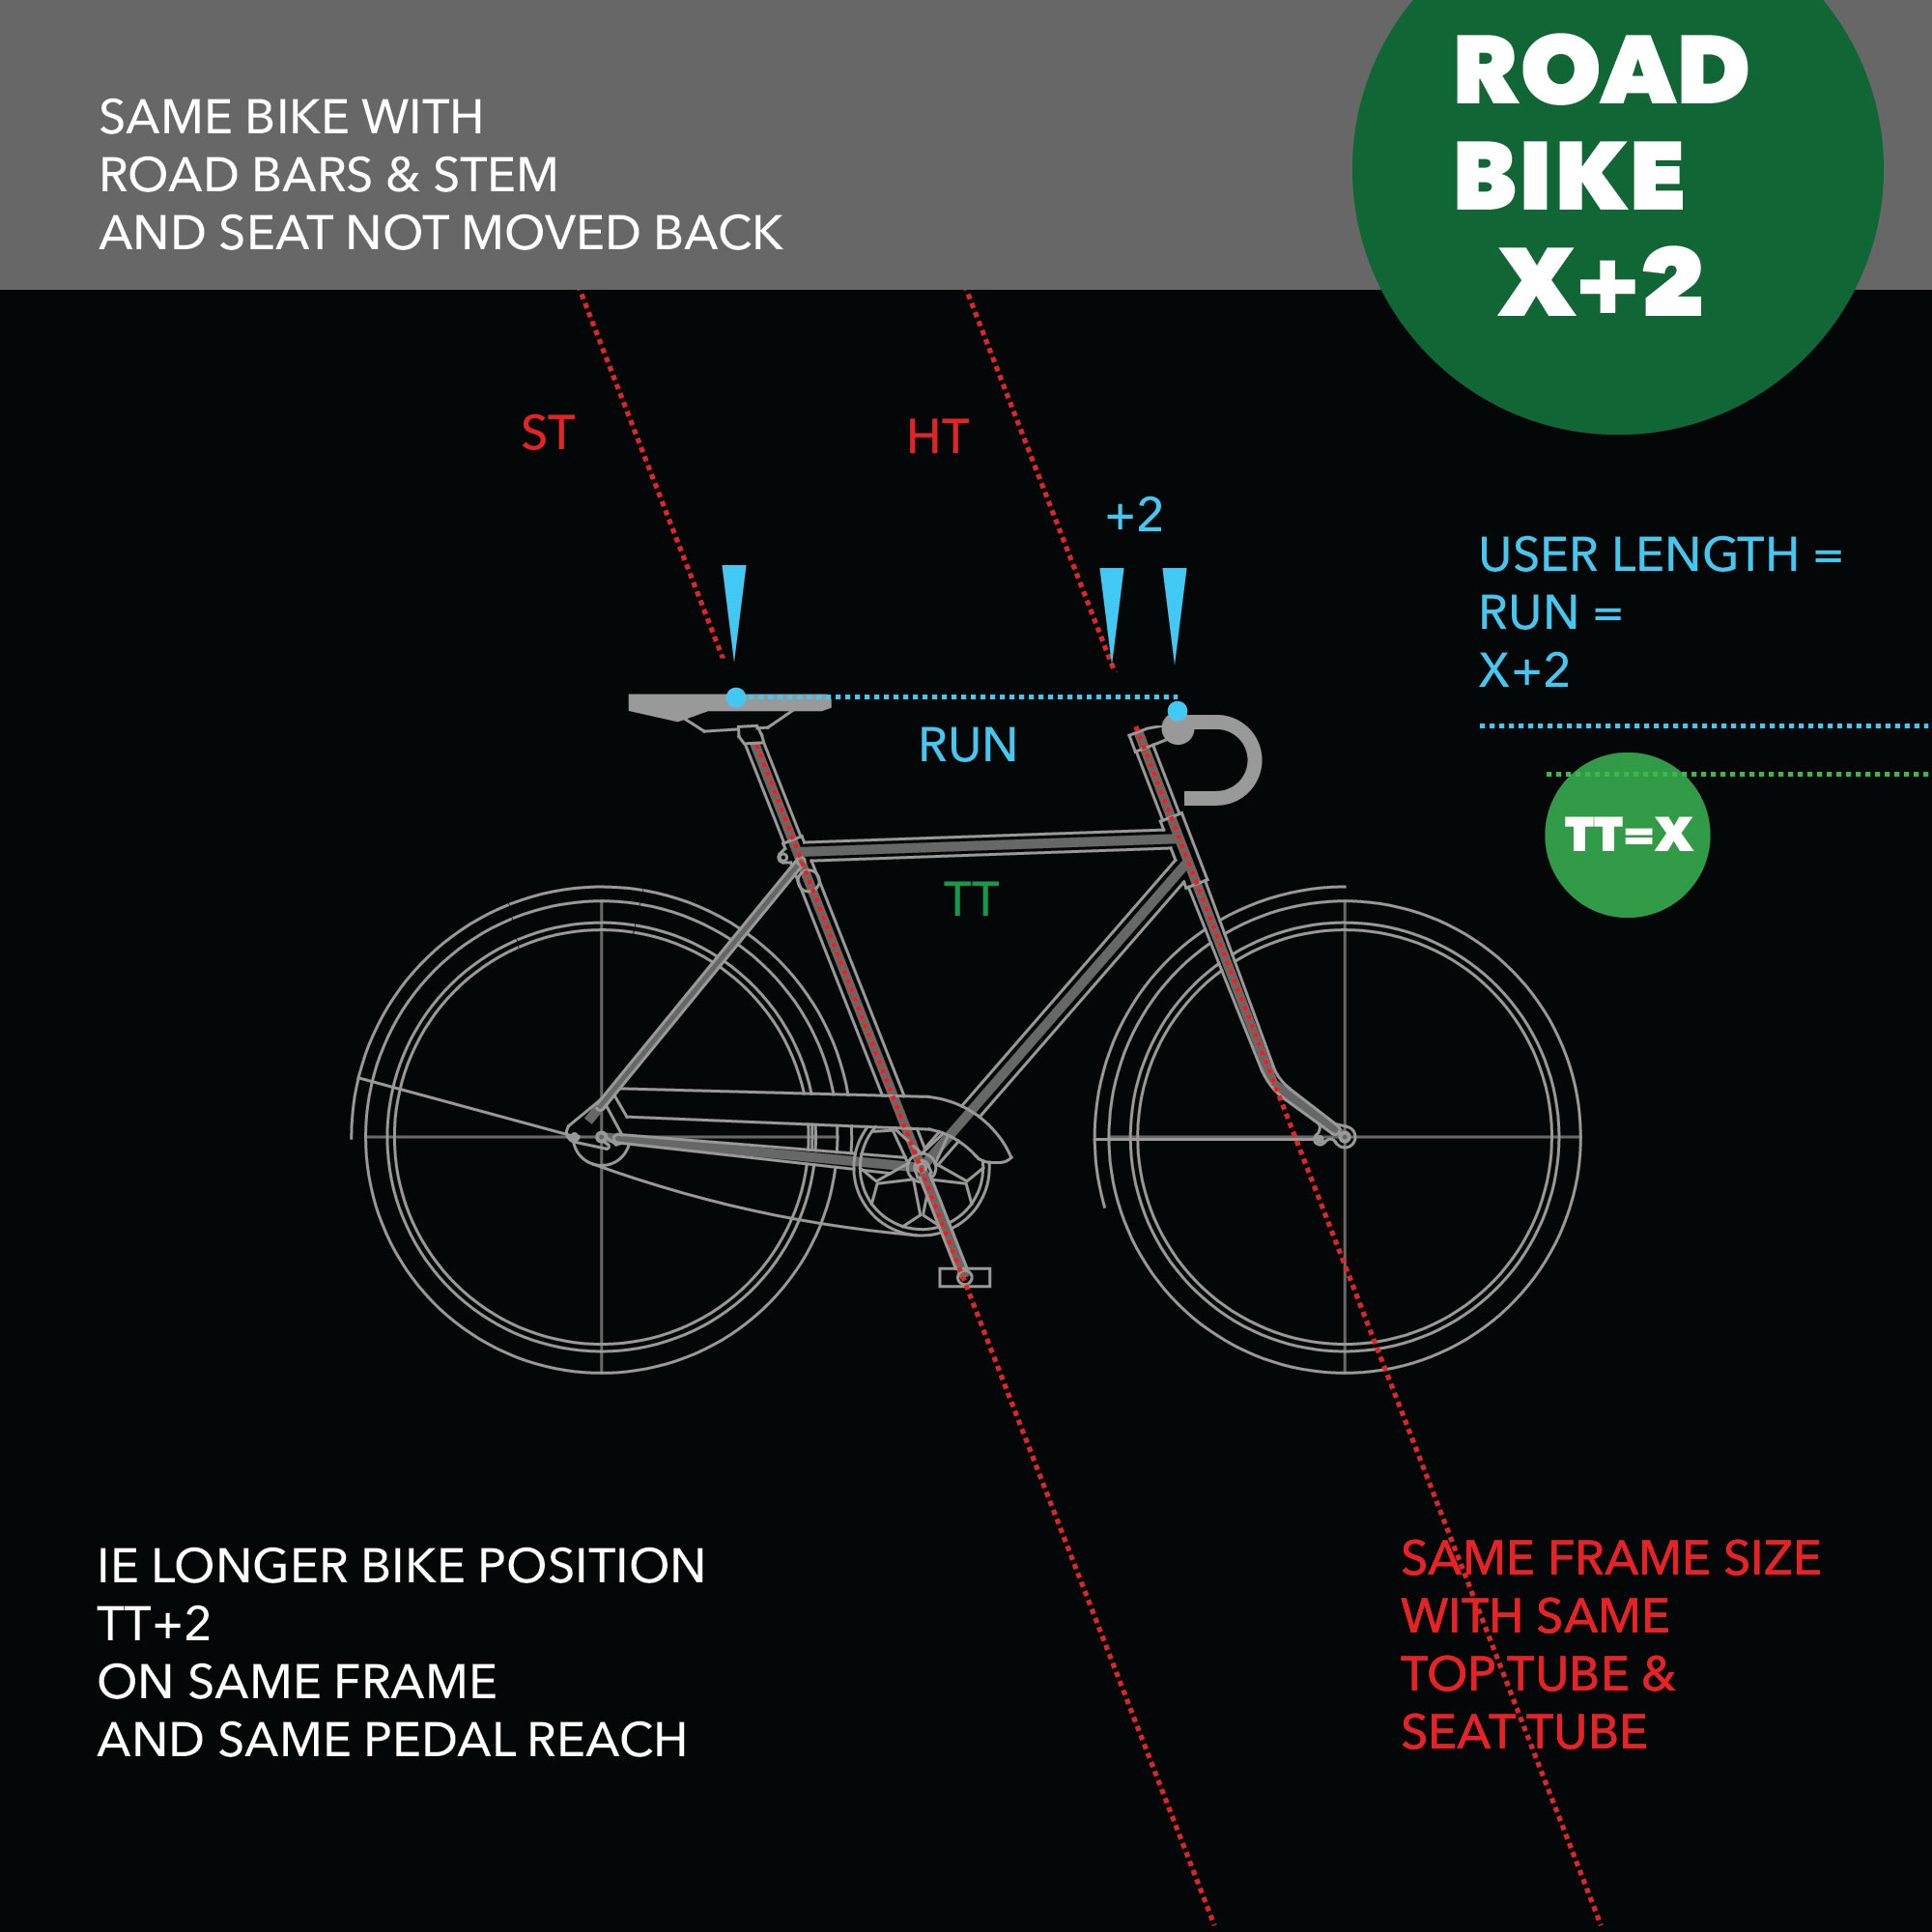 SAME BIKE WITH
ROAD BARS & STEM
AND SEAT NOT MOVED BACK
ROAD
BIKE
X+2
ST
HT
+2
USER LENGTH =
RUN =
X+2
RUN
TT=X
TT
IE LONGER BIKE POSITION
TT+2
ON SAME FRAME
AND SAME PEDAL REACH
SAME FRAME SIZE
WITH SAME
TOP TUBE &
SEAT TUBE